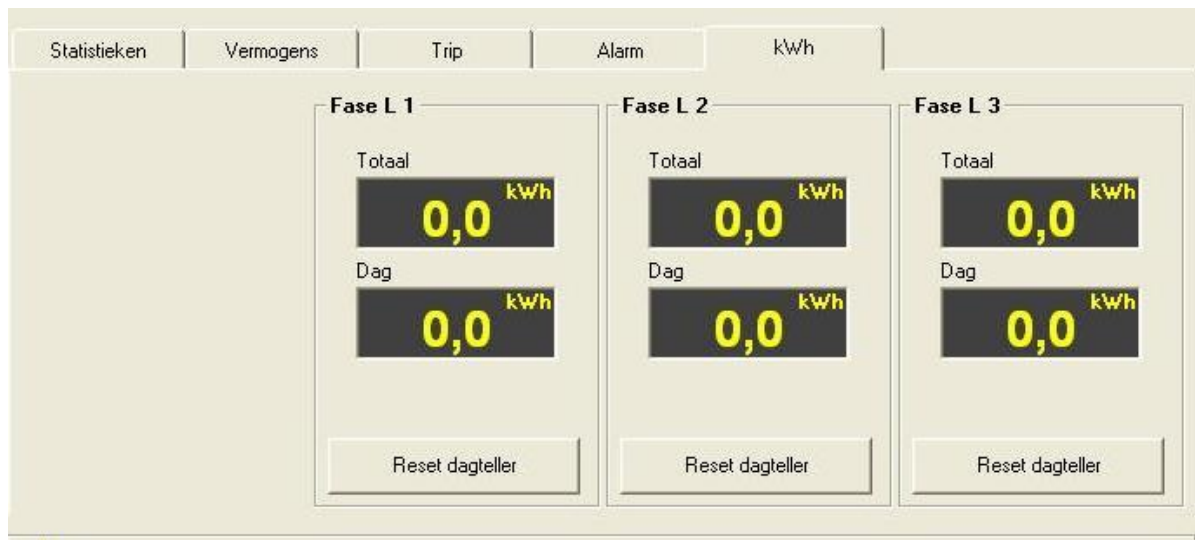 Statistieken Vermogens Trip Alarm kWh
Fase L 1 Fase L 2 Fase L 3
Totaal Totaal Totaal
kWh kWh kWh
0,0 0,0 0,0
Dag Dag Dag
kWh kWh kWh
0,0 0,0 0,0
Reset dagteller Reset dagteller Reset dagteller